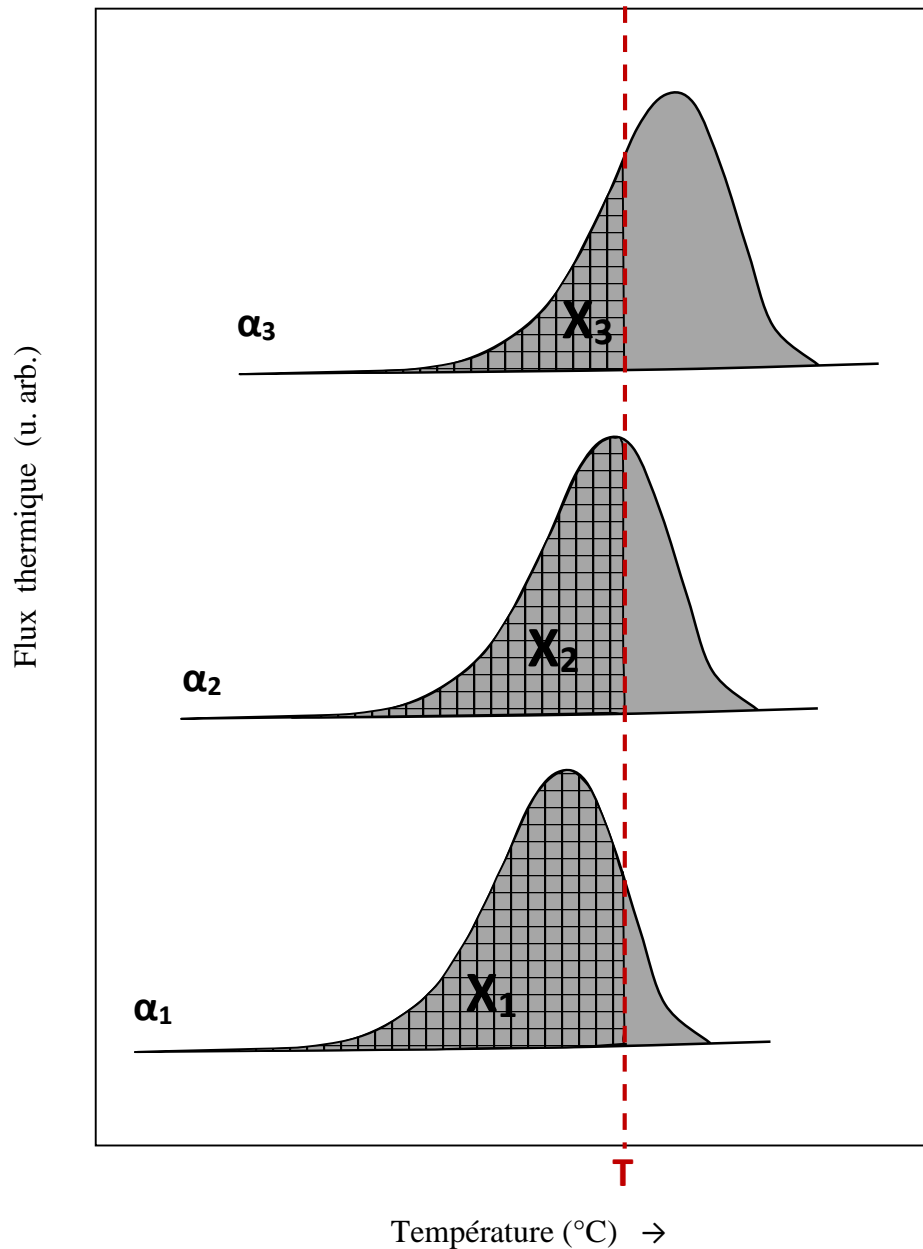 α₃
X₃
Flux thermique (u. arb.)
X₂
α₂
X₁
α₁
T
Température (°C) →